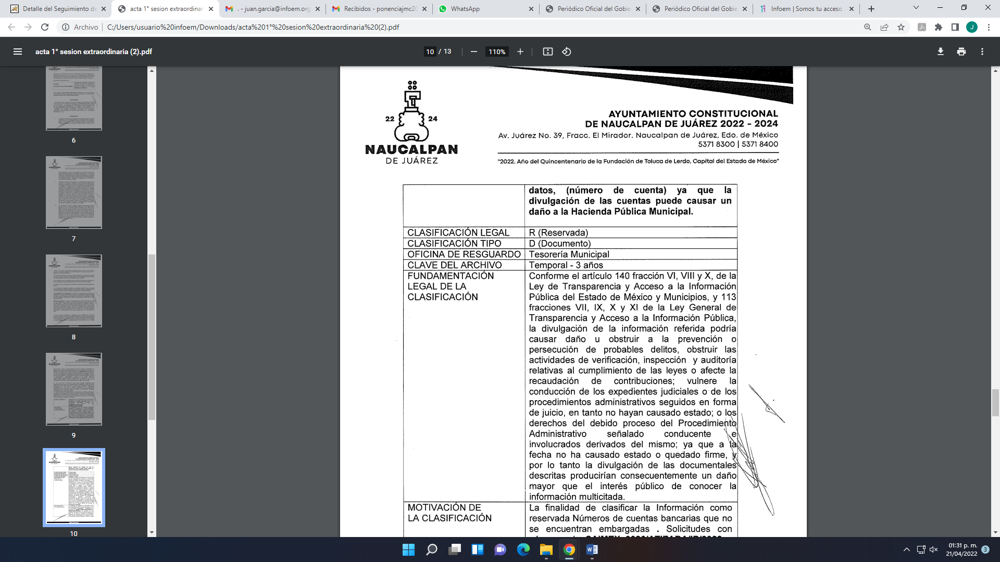 Detalle del Seguimiento de
acta 1° sesion extraordinar
. - juan.garcia@infoem.org
Recibidos - ponenciajmc20
WhatsApp
Periódico Oficial del Gobie
Periódico Oficial del Gobie
Infoem | Somos tu acceso
Archivo
C:/Users/usuario%20infoem/Downloads/acta%201°%20sesion%20extraordinaria%20(2).pdf
J
acta 1° sesion extraordinaria (2).pdf
10 / 13
110%
6
7
8
9
10
22 24
NAUCALPAN
DE JUÁREZ
AYUNTAMIENTO CONSTITUCIONAL
DE NAUCALPAN DE JUÁREZ 2022 - 2024
Av. Juárez No. 39, Fracc. El Mirador. Naucalpan de Juárez, Edo. de México
5371 8300 | 5371 8400
"2022. Año del Quincentenario de la Fundación de Toluca de Lerdo, Capital del Estado de México"
datos, (número de cuenta) ya que la
divulgación de las cuentas puede causar un
daño a la Hacienda Pública Municipal.
CLASIFICACIÓN LEGAL R (Reservada)
CLASIFICACIÓN TIPO D (Documento)
OFICINA DE RESGUARDO Tesorería Municipal
CLAVE DEL ARCHIVO Temporal - 3 años
FUNDAMENTACIÓN
LEGAL DE LA
CLASIFICACIÓN
Conforme el artículo 140 fracción VI, VIII y X, de la
Ley de Transparencia y Acceso a la Información
Pública del Estado de México y Municipios, y 113
fracciones VII, IX, X y XI de la Ley General de
Transparencia y Acceso a la Información Pública,
la divulgación de la información referida podría
causar daño u obstruir a la prevención o
persecución de probables delitos, obstruir las
actividades de verificación, inspección y auditoría
relativas al cumplimiento de las leyes o afecte la
recaudación de contribuciones; vulnere la
conducción de los expedientes judiciales o de los
procedimientos administrativos seguidos en forma
de juicio, en tanto no hayan causado estado; o los
derechos del debido proceso del Procedimiento
Administrativo señalado conducente e
involucrados derivados del mismo; ya que a la
fecha no ha causado estado o quedado firme, y
por lo tanto la divulgación de las documentales
descritas producirían consecuentemente un daño
mayor que el interés público de conocer la
información multicitada.
MOTIVACIÓN DE
LA CLASIFICACIÓN
La finalidad de clasificar la Información como
reservada Números de cuentas bancarias que no
se encuentran embargadas . Solicitudes con
01:31 p. m.
21/04/2022
3